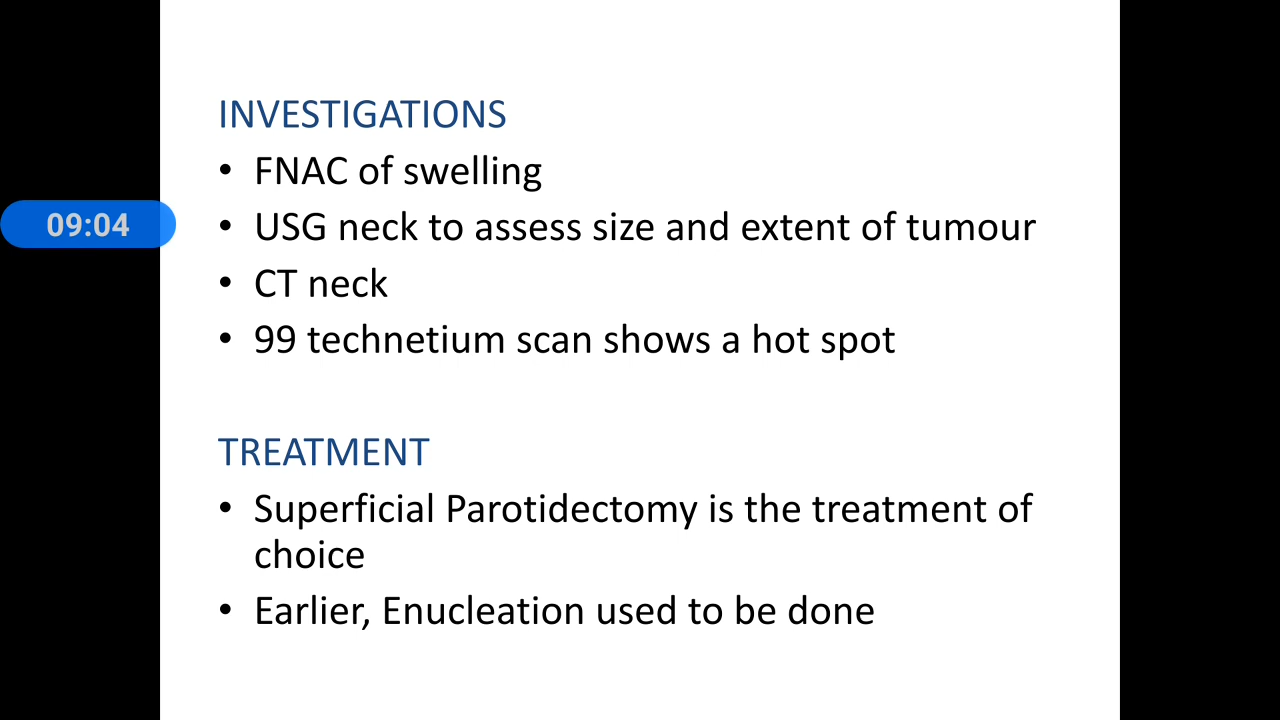 INVESTIGATIONS
• FNAC of swelling
09:04
• USG neck to assess size and extent of tumour
• CT neck
• 99 technetium scan shows a hot spot
TREATMENT
• Superficial Parotidectomy is the treatment of
choice
• Earlier, Enucleation used to be done